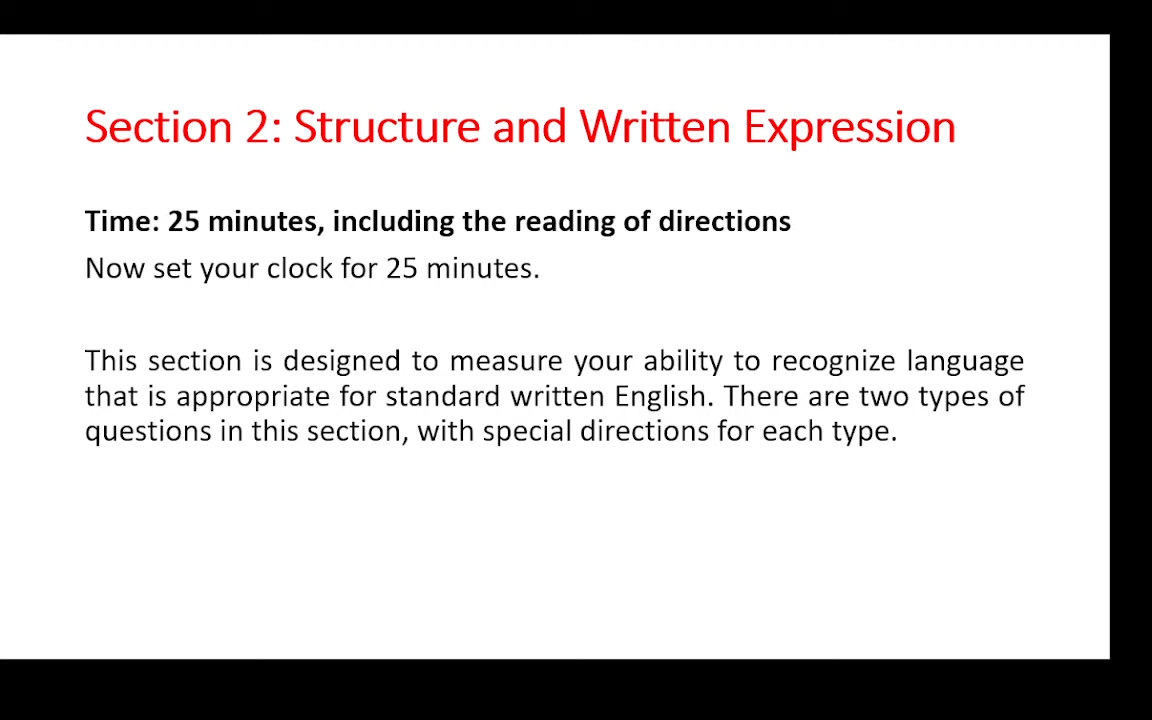 Section 2: Structure and Written Expression
Time: 25 minutes, including the reading of directions
Now set your clock for 25 minutes.
This section is designed to measure your ability to recognize language
that is appropriate for standard written English. There are two types of
questions in this section, with special directions for each type.